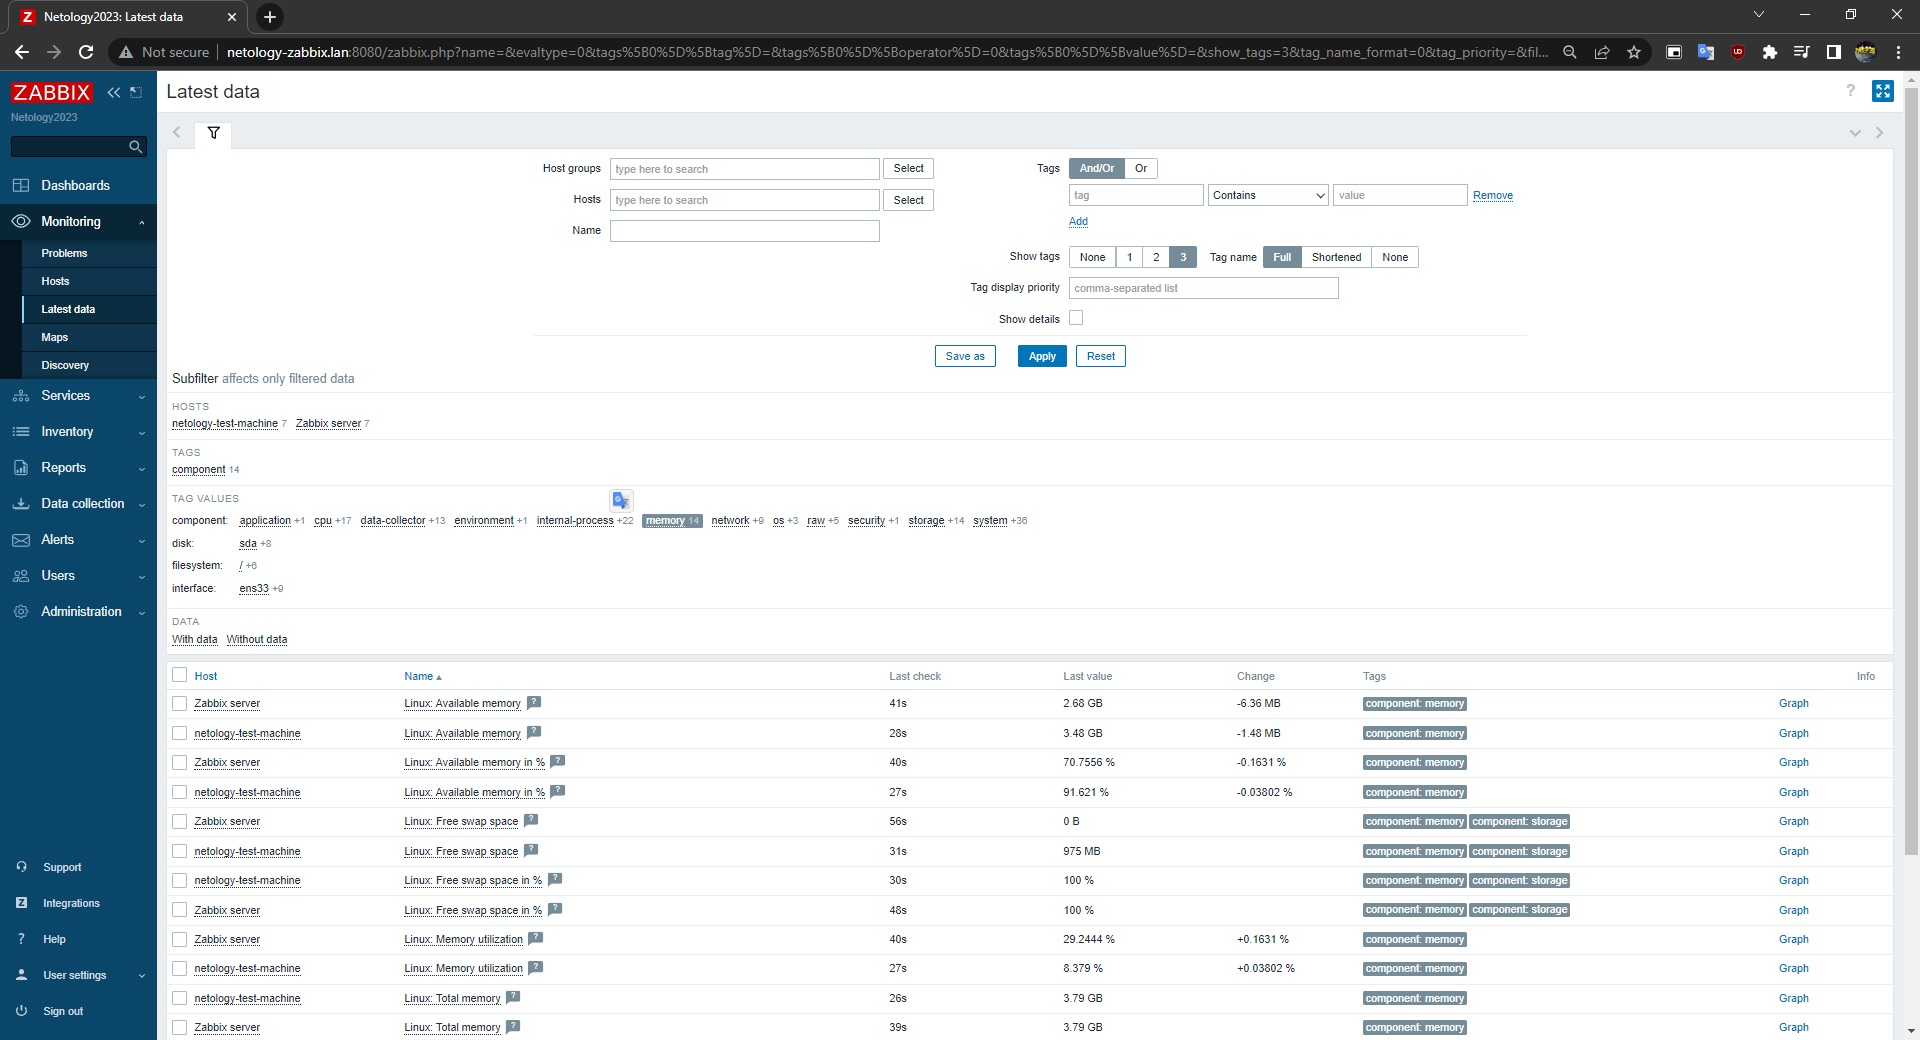 Netology2023: Latest data
Not secure netology-zabbix.lan:8080/zabbix.php?name=&evaltype=0&tags%5B0%5D%5Btag%5D=&tags%5B0%5D%5Boperator%5D=0&tags%5B0%5D%5Bvalue%5D=&show_tags=3&tag_name_format=0&tag_priority=&fil...
ZABBIX
Netology2023
Dashboards
Monitoring
Problems
Hosts
Latest data
Maps
Discovery
Services
Inventory
Reports
Data collection
Alerts
Users
Administration
Support
Integrations
Help
User settings
Sign out
Latest data
Host groups type here to search Select
Hosts type here to search Select
Name
Tags And/Or Or
tag Contains value Remove
Add
Show tags None 1 2 3 Tag name Full Shortened None
Tag display priority comma-separated list
Show details
Save as Apply Reset
Subfilter affects only filtered data
HOSTS
netology-test-machine 7 Zabbix server 7
TAGS
component 14
TAG VALUES
component: application +1 cpu +17 data-collector +13 environment +1 internal-process +22 memory 14 network +9 os +3 raw +5 security +1 storage +14 system +36
disk: sda +8
filesystem: / +6
interface: ens33 +9
DATA
With data Without data
Host Name Last check Last value Change Tags Info
Zabbix server Linux: Available memory ? 41s 2.68 GB -6.36 MB component: memory Graph
netology-test-machine Linux: Available memory ? 28s 3.48 GB -1.48 MB component: memory Graph
Zabbix server Linux: Available memory in % ? 40s 70.7556 % -0.1631 % component: memory Graph
netology-test-machine Linux: Available memory in % ? 27s 91.621 % -0.03802 % component: memory Graph
Zabbix server Linux: Free swap space ? 56s 0 B component: memory component: storage Graph
netology-test-machine Linux: Free swap space ? 31s 975 MB component: memory component: storage Graph
netology-test-machine Linux: Free swap space in % ? 30s 100 % component: memory component: storage Graph
Zabbix server Linux: Free swap space in % ? 48s 100 % component: memory component: storage Graph
Zabbix server Linux: Memory utilization ? 40s 29.2444 % +0.1631 % component: memory Graph
netology-test-machine Linux: Memory utilization ? 27s 8.379 % +0.03802 % component: memory Graph
netology-test-machine Linux: Total memory ? 26s 3.79 GB component: memory Graph
Zabbix server Linux: Total memory ? 39s 3.79 GB component: memory Graph